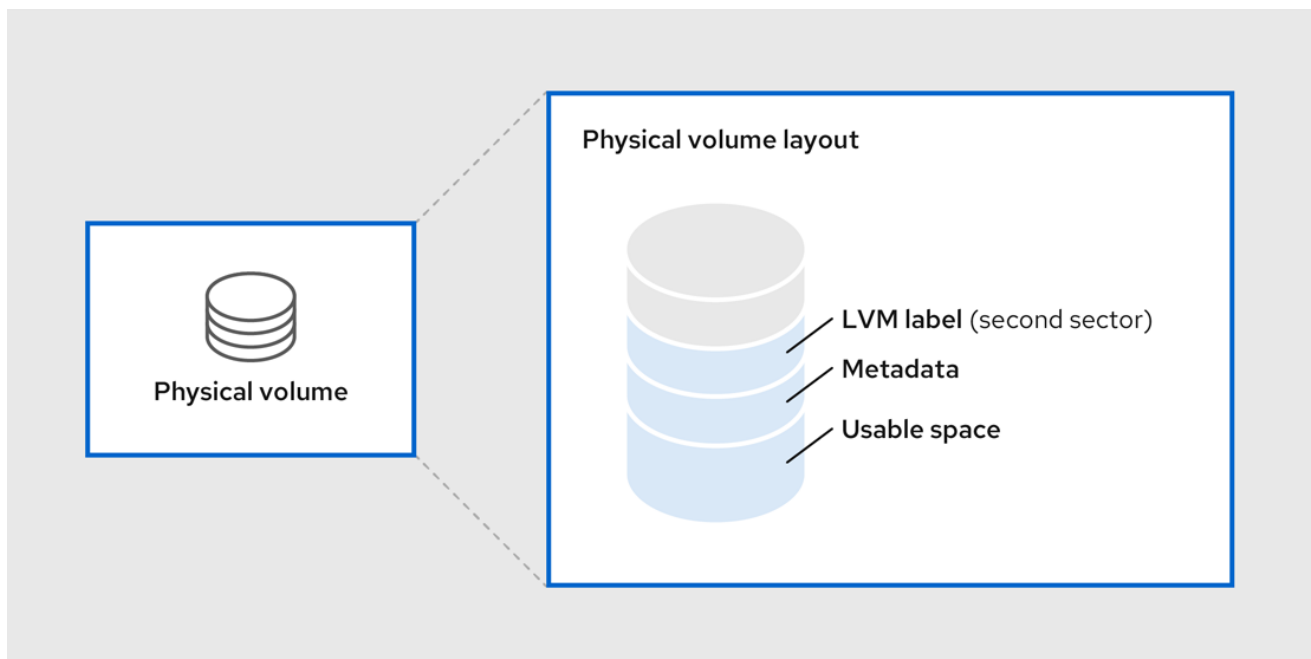 Physical volume layout
LVM label (second sector)
Metadata
Usable space
Physical volume